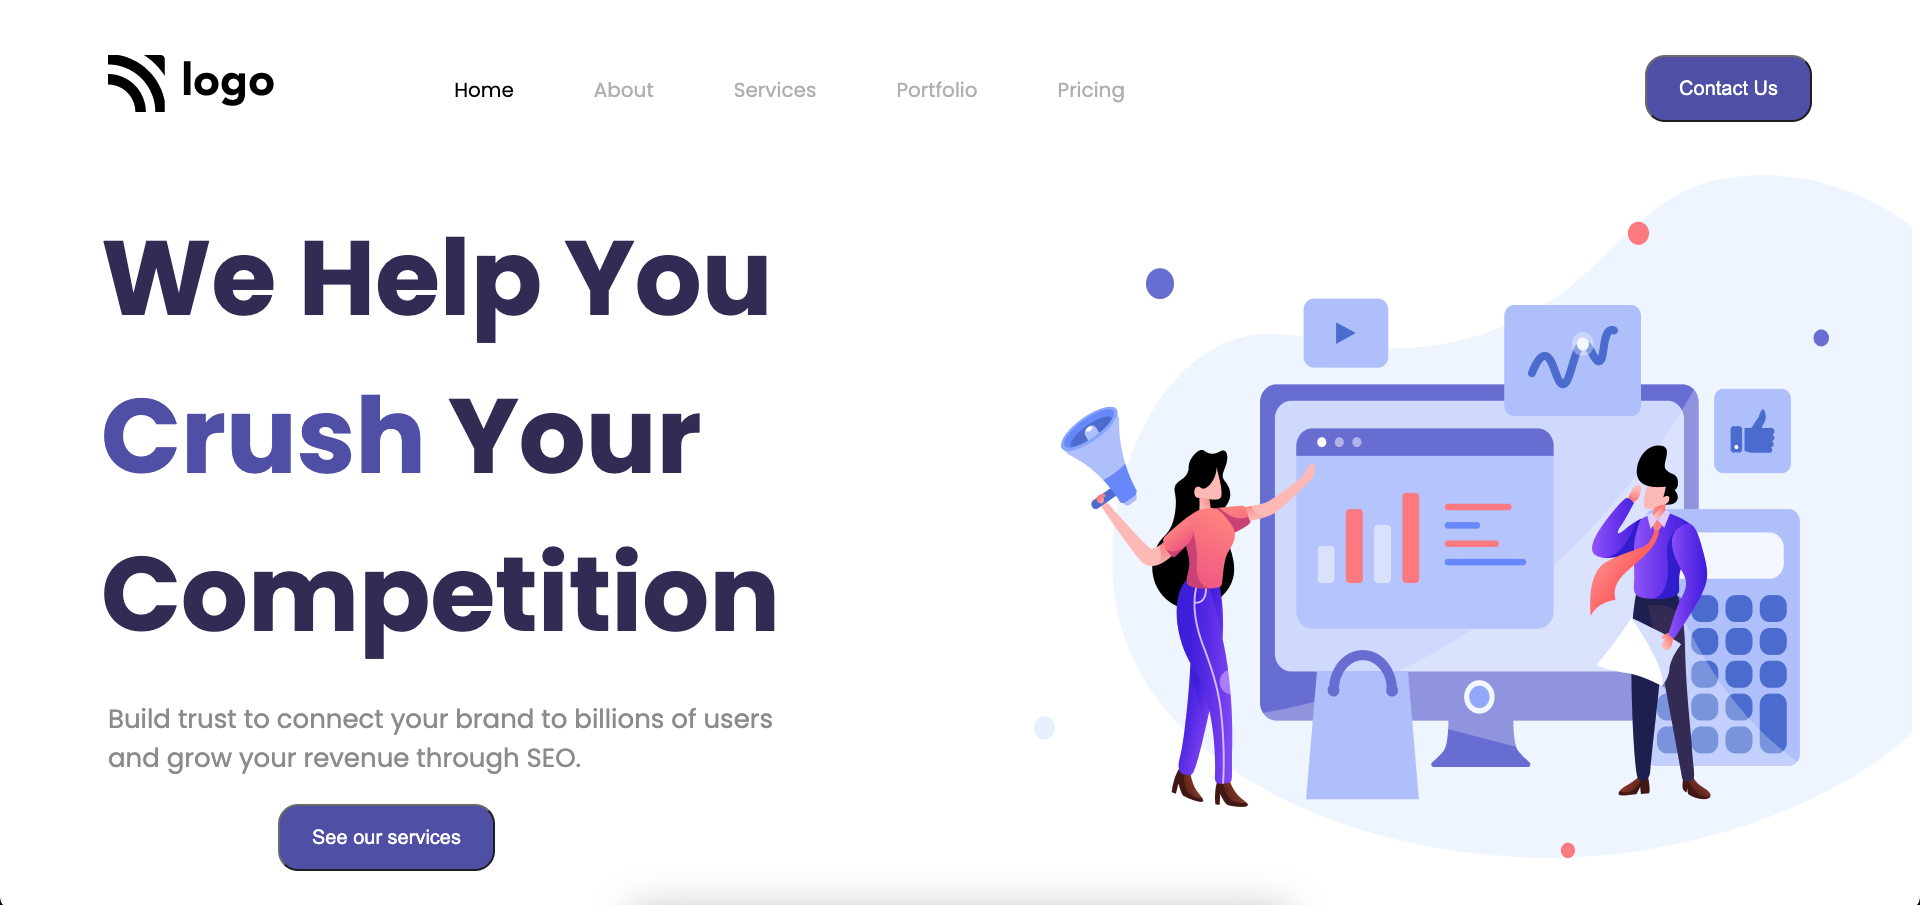 logo
Home About Services Portfolio Pricing
Contact Us
We Help You
Crush Your
Competition
Build trust to connect your brand to billions of users
and grow your revenue through SEO.
See our services